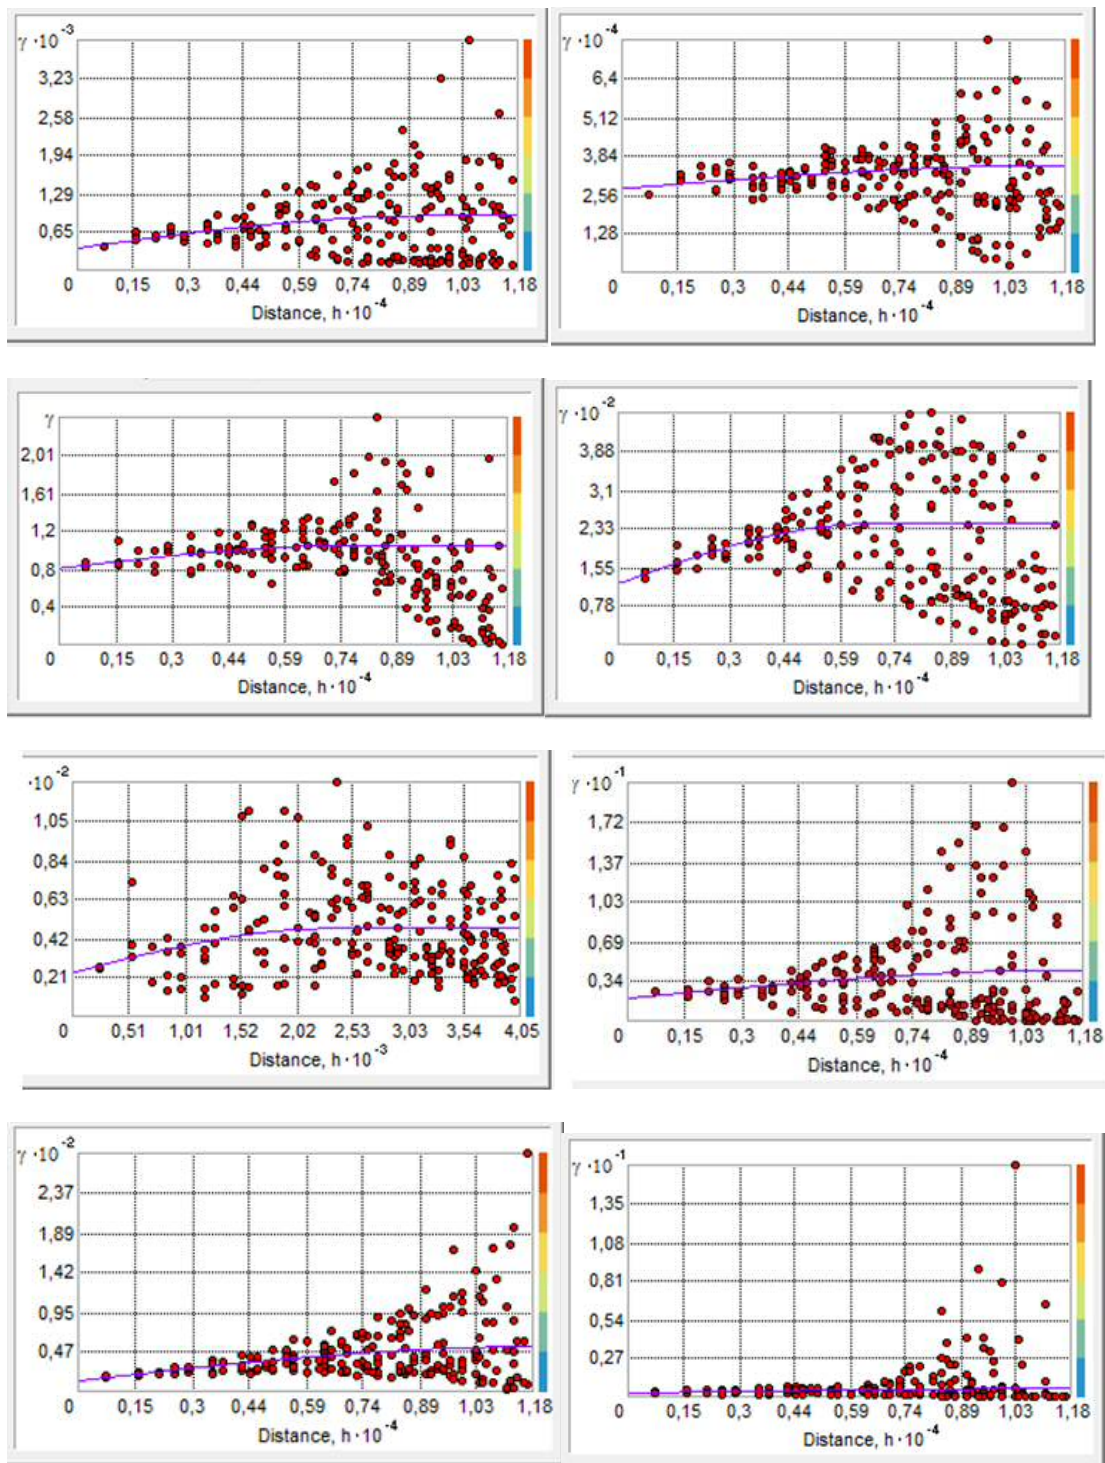 γ ·10 -3
3,23
2,58
1,94
1,29
0,65
0 0,15 0,3 0,44 0,59 0,74 0,89 1,03 1,18
Distance, h · 10 -4
γ ·10 -4
6,4
5,12
3,84
2,56
1,28
0 0,15 0,3 0,44 0,59 0,74 0,89 1,03 1,18
Distance, h · 10 -4
γ
2,01
1,61
1,2
0,8
0,4
0 0,15 0,3 0,44 0,59 0,74 0,89 1,03 1,18
Distance, h · 10 -4
γ ·10 -2
3,88
3,1
2,33
1,55
0,78
0 0,15 0,3 0,44 0,59 0,74 0,89 1,03 1,18
Distance, h · 10 -4
·10 -2
1,05
0,84
0,63
0,42
0,21
0 0,51 1,01 1,52 2,02 2,53 3,03 3,54 4,05
Distance, h · 10 -3
γ ·10 -1
1,72
1,37
1,03
0,69
0,34
0 0,15 0,3 0,44 0,59 0,74 0,89 1,03 1,18
Distance, h · 10 -4
γ ·10 -2
2,37
1,89
1,42
0,95
0,47
0 0,15 0,3 0,44 0,59 0,74 0,89 1,03 1,18
Distance, h · 10 -4
γ ·10 -1
1,35
1,08
0,81
0,54
0,27
0 0,15 0,3 0,44 0,59 0,74 0,89 1,03 1,18
Distance, h · 10 -4